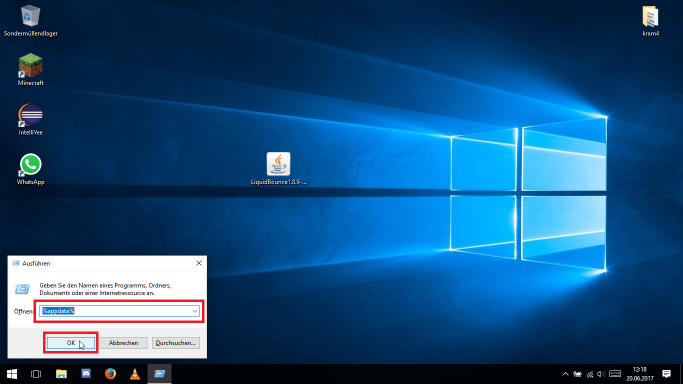 Sondermüllendlager
kram4
Minecraft
IntelliYee
WhatsApp
LiquidBounce1.8.9-...
Ausführen
Geben Sie den Namen eines Programms, Ordners,
Dokuments oder einer Internetressource an.
Öffnen:
%appdata%
OK
Abbrechen
Durchsuchen...
12:18
20.06.2017